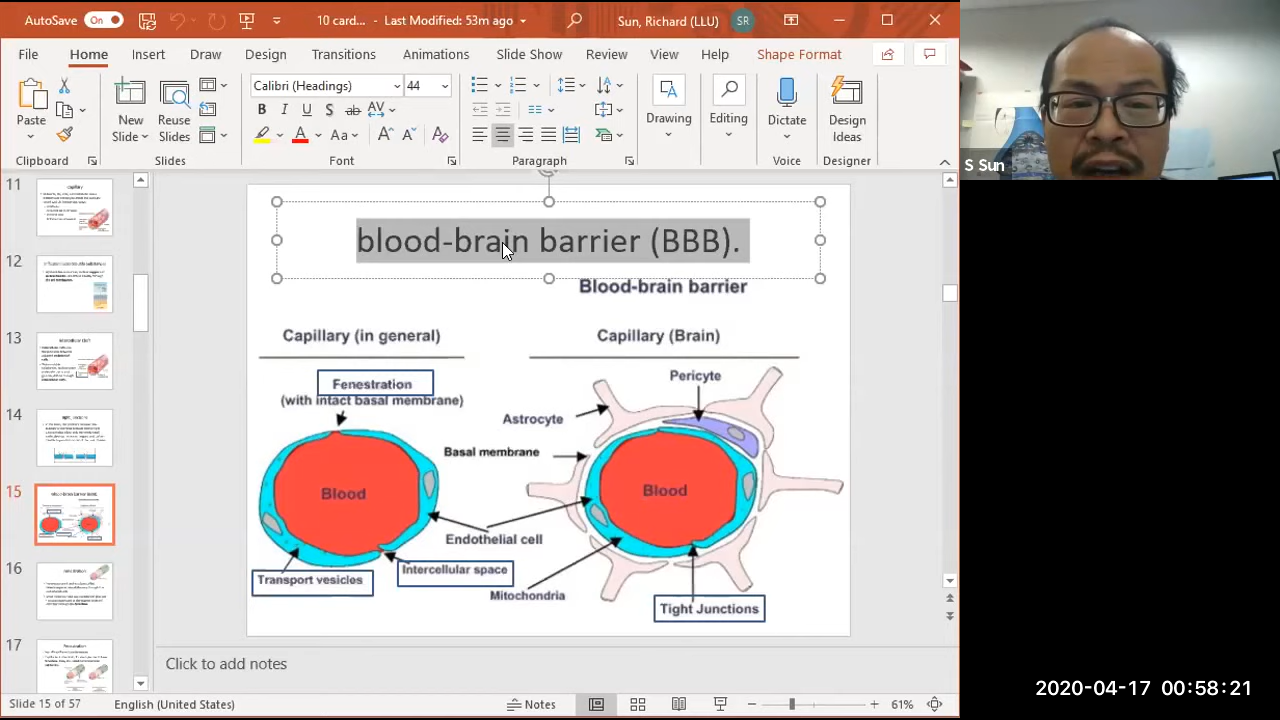 AutoSave On 10 card... - Last Modified: 53m ago Sun, Richard (LLU) SR
File Home Insert Draw Design Transitions Animations Slide Show Review View Help Shape Format
Calibri (Headings) 44
Paste New Slide Reuse Slides Drawing Editing Dictate Design Ideas
B I U S ab AV
A Aa A A A
Clipboard Slides Font Paragraph Voice Designer
S Sun
11
12
13
14
15
16
17
blood-brain barrier (BBB).
Blood-brain barrier
Capillary (in general) Capillary (Brain)
Fenestration
(with intact basal membrane)
Pericyte
Astrocyte
Basal membrane
Blood Blood
Endothelial cell
Intercellular space
Transport vesicles
Mitochondria
Tight Junctions
Click to add notes
Slide 15 of 57 English (United States) Notes 61%
2020-04-17 00:58:21